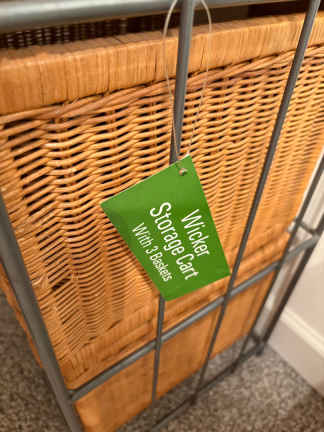 Wicker
Storage Cart
With 3 Baskets